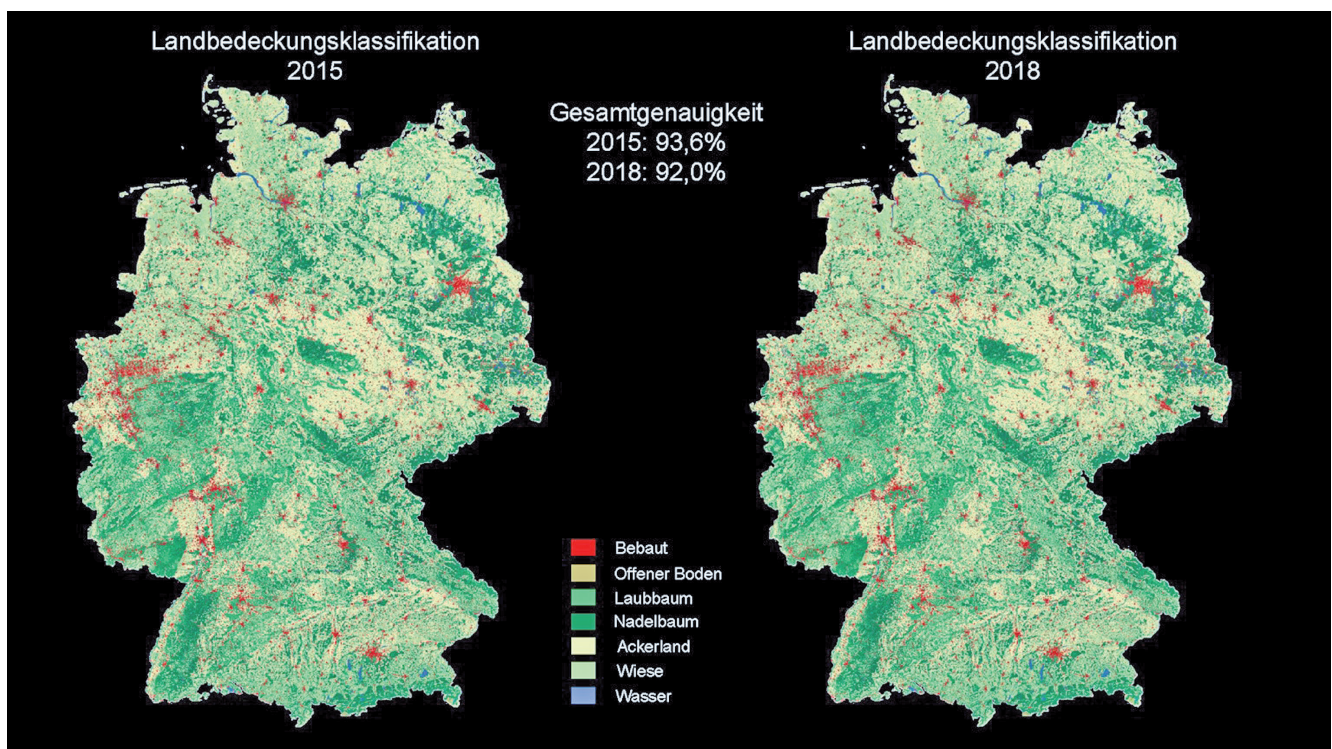 Landbedeckungsklassifikation
2015
Landbedeckungsklassifikation
2018
Gesamtgenauigkeit
2015: 93,6%
2018: 92,0%
Bebaut
Offener Boden
Laubbaum
Nadelbaum
Ackerland
Wiese
Wasser